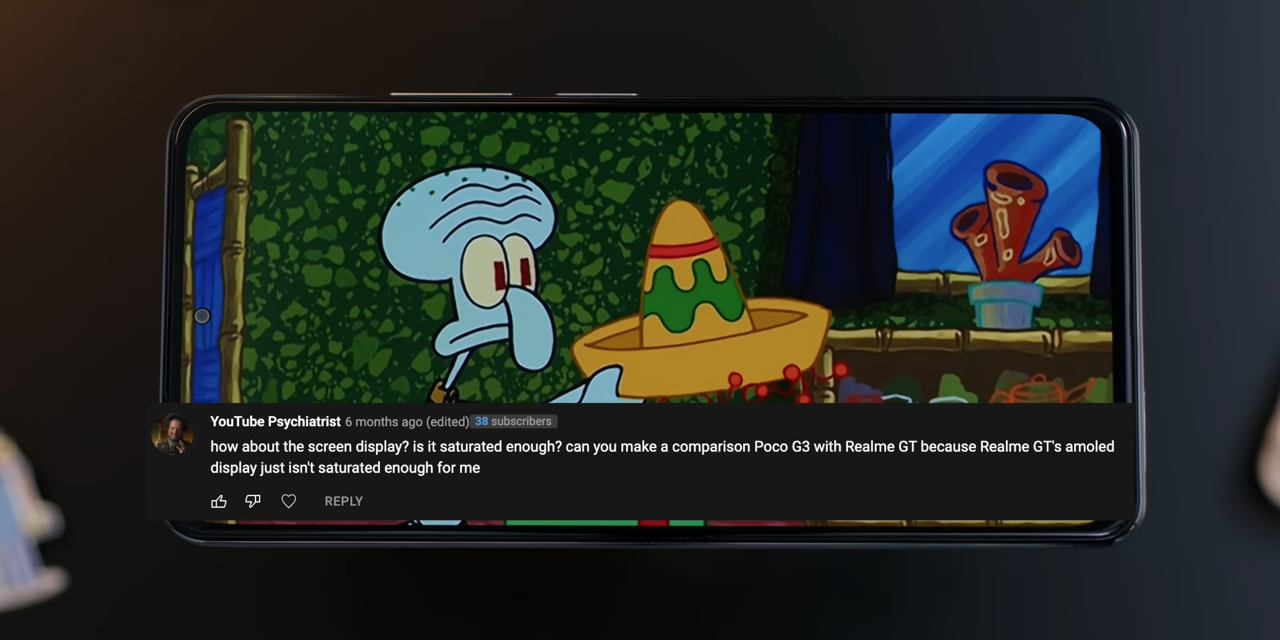 YouTube Psychiatrist 6 months ago (edited) 38 subscribers
how about the screen display? is it saturated enough? can you make a comparison Poco G3 with Realme GT because Realme GT's amoled
display just isn't saturated enough for me
REPLY